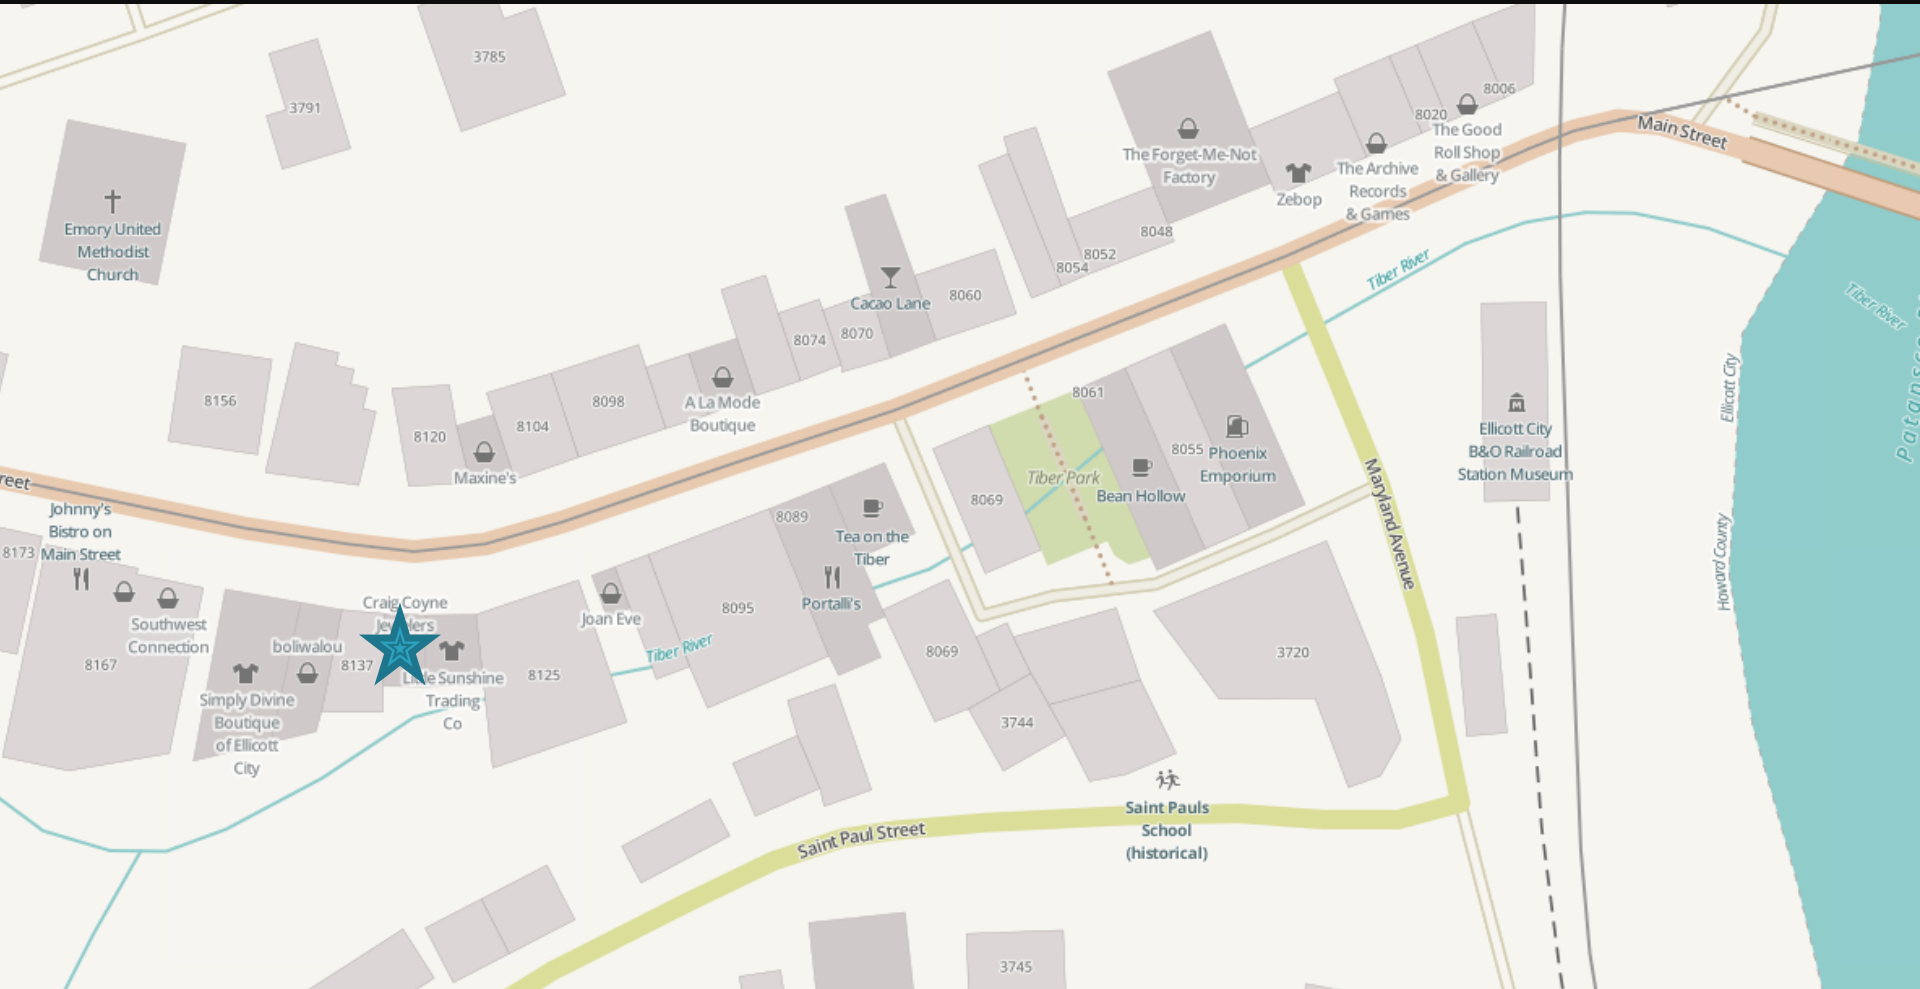 3785
3791
8006
8020
The Good
Roll Shop
& Gallery
Main Street
The Forget-Me-Not
Factory
The Archive
Records
& Games
Zebop
Emory United
Methodist
Church
8048
8052
8054
Tiber River
Tiber River
Cacao Lane
8060
8070
8074
Ellicott City
Patapsco
8156
8098
8104
8120
A La Mode
Boutique
Maxine's
8061
8055
Phoenix
Emporium
Bean Hollow
Tiber Park
8069
Ellicott City
B&O Railroad
Station Museum
Maryland Avenue
Howard County
reet
Johnny's
Bistro on
Main Street
8173
8089
Tea on the
Tiber
Portalli's
8095
Joan Eve
Tiber River
Craig Coyne
Jewelers
Southwest
Connection
boliwalou
8167
8137
Little Sunshine
Trading
Co
8125
Simply Divine
Boutique
of Ellicott
City
8069
3720
3744
Saint Pauls
School
(historical)
Saint Paul Street
3745